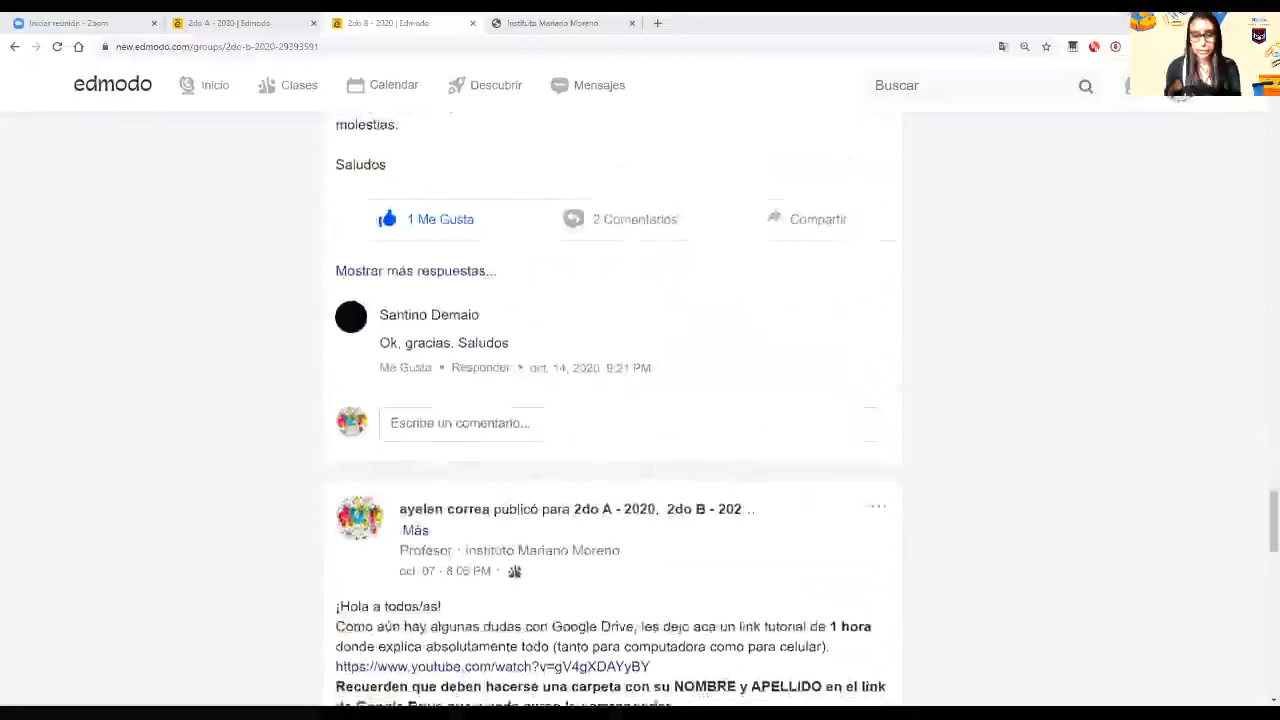 Iniciar reunión - Zoom
2do A - 2020 | Edmodo
2do B - 2020 | Edmodo
Instituto Mariano Moreno
new.edmodo.com/groups/2do-b-2020-29393591
edmodo
Inicio
Clases
Calendar
Descubrir
Mensajes
Buscar
molestias.
Saludos
1 Me Gusta
2 Comentarios
Compartir
Mostrar más respuestas...
Santino Demaio
Ok, gracias. Saludos
Me Gusta • Responder • oct. 14, 2020, 9:21 PM
Escribe un comentario...
ayelen correa publicó para 2do A - 2020, 2do B - 202 ...
Más
Profesor · Instituto Mariano Moreno
oct. 07 · 8:05 PM ·
¡Hola a todos/as!
Como aún hay algunas dudas con Google Drive, les dejo aca un link tutorial de 1 hora
donde explica absolutamente todo (tanto para computadora como para celular).
https://www.youtube.com/watch?v=gV4gXDAYyBY
Recuerden que deben hacerse una carpeta con su NOMBRE y APELLIDO en el link